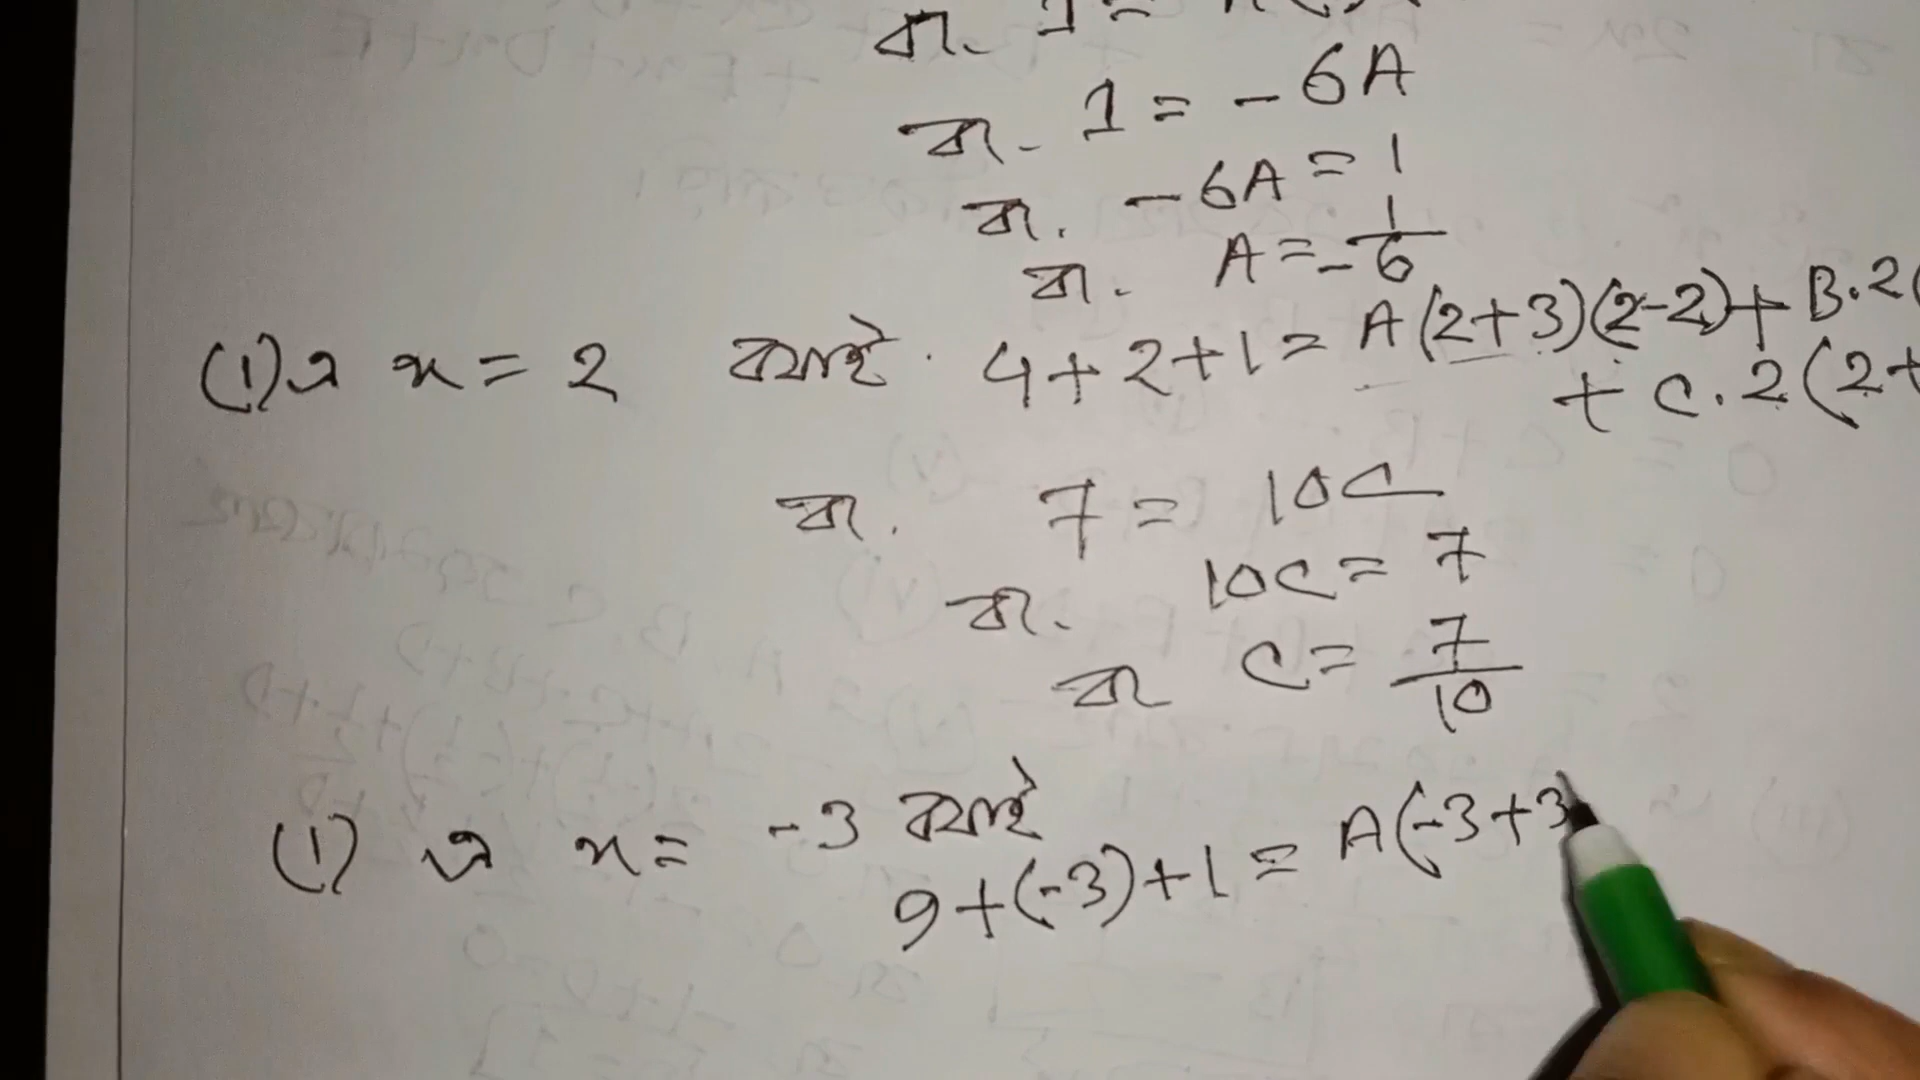 বা. 1 =
বা. 1 = - 6A
বা. - 6A = 1
বা. A = - 1/6
(1)এ x = 2 বসাই. 4+2+1 = A(2+3)(2-2)+ B.2(
+ C.2(2+
বা. 7 = 10C
বা. 10C = 7
বা C = 7/10
(1) এ x = -3 বসাই
9+(-3)+1 = A(-3+3